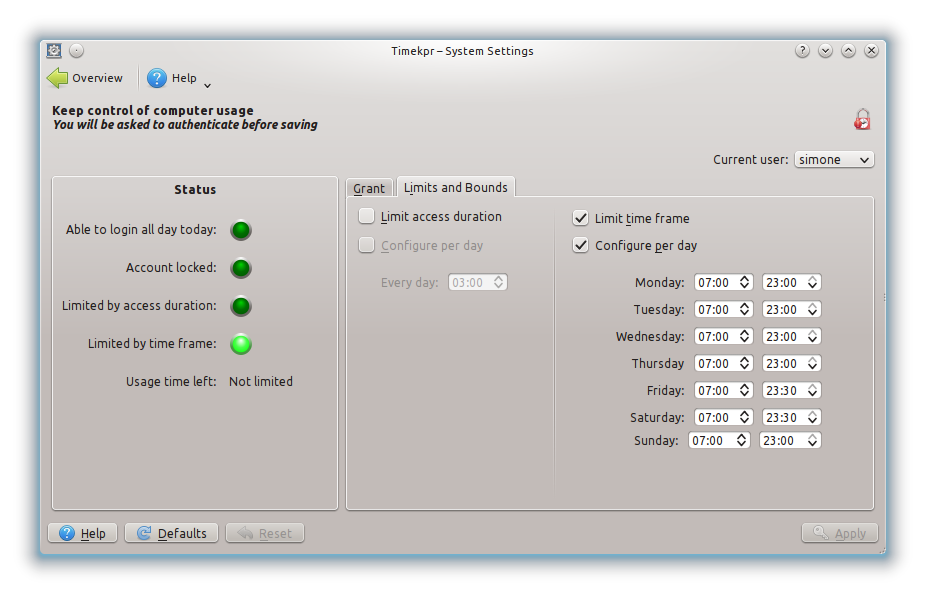 Timekpr – System Settings
Overview Help
Keep control of computer usage
You will be asked to authenticate before saving
Current user: simone
Status
Able to login all day today:
Account locked:
Limited by access duration:
Limited by time frame:
Usage time left: Not limited
Grant Limits and Bounds
Limit access duration
Configure per day
Every day: 03:00
Limit time frame
Configure per day
Monday: 07:00 23:00
Tuesday: 07:00 23:00
Wednesday: 07:00 23:00
Thursday 07:00 23:00
Friday: 07:00 23:30
Saturday: 07:00 23:30
Sunday: 07:00 23:00
Help Defaults Reset Apply